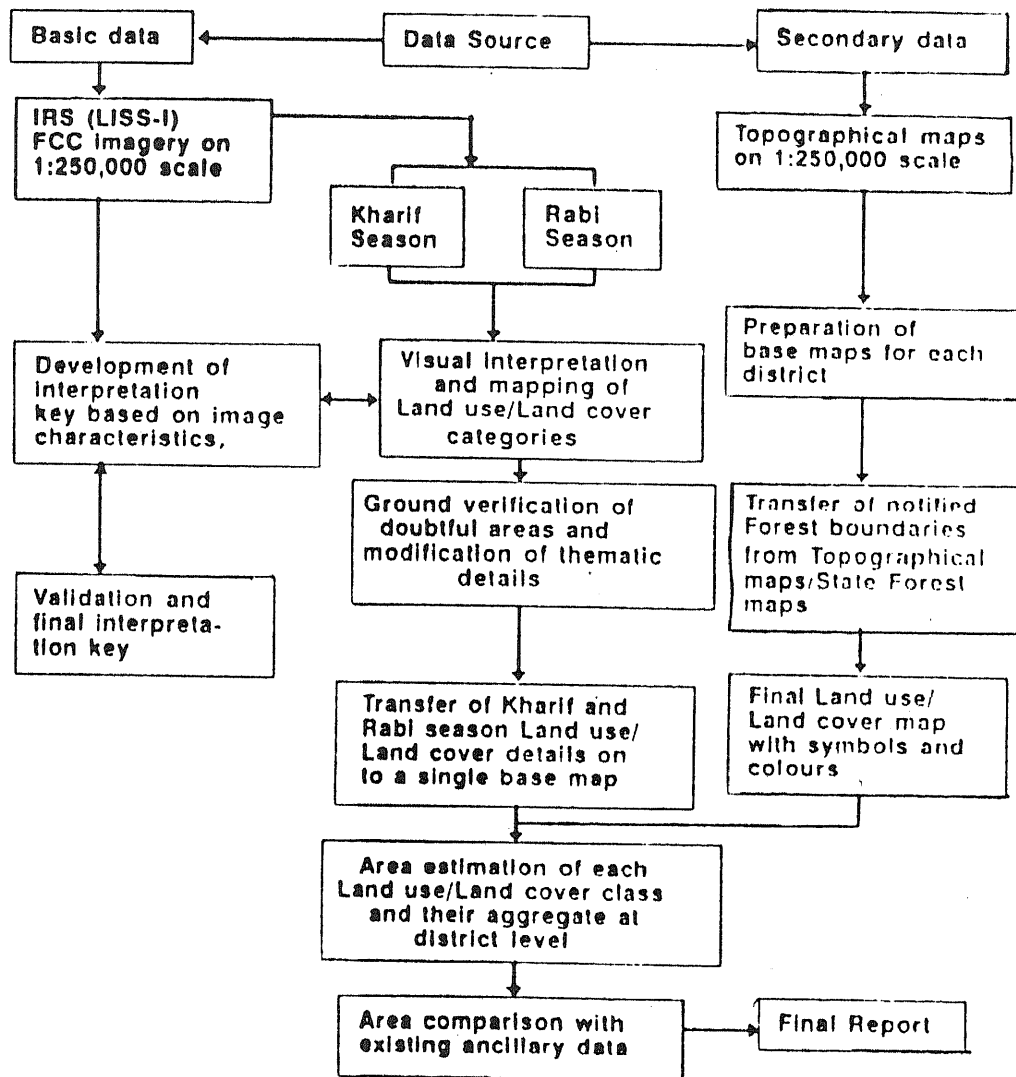 Basic data
Data Source
Secondary data
IRS (LISS-I)
FCC imagery on
1:250,000 scale
Topographical maps
on 1:250,000 scale
Kharif
Season
Rabi
Season
Development of
interpretation
key based on image
characteristics,
Visual interpretation
and mapping of
Land use/Land cover
categories
Preparation of
base maps for each
district
Validation and
final interpreta-
tion key
Ground verification of
doubtful areas and
modification of thematic
details
Transfer of notified
Forest boundaries
from Topographical
maps/State Forest
maps
Transfer of Kharif and
Rabi season Land use/
Land cover details on
to a single base map
Final Land use/
Land cover map
with symbols and
colours
Area estimation of each
Land use/Land cover class
and their aggregate at
district level
Area comparison with
existing ancillary data
Final Report